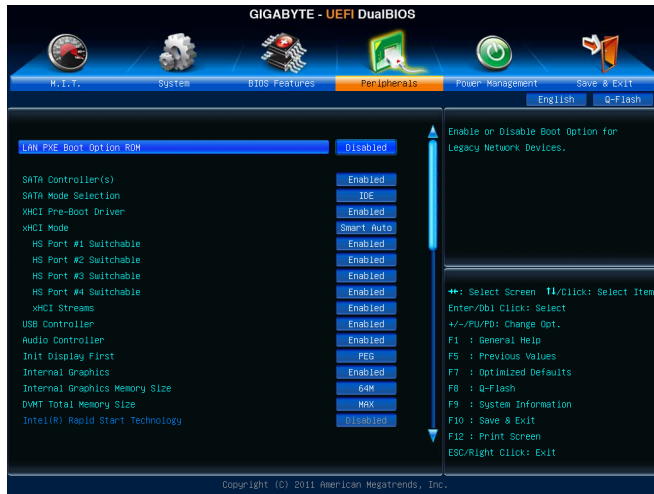 GIGABYTE - UEFI DualBIOS
M.I.T. System BIOS Features Peripherals Power Management Save & Exit
English Q-Flash
LAN PXE Boot Option ROM Disabled
SATA Controller(s) Enabled
SATA Mode Selection IDE
XHCI Pre-Boot Driver Enabled
xHCI Mode Smart Auto
HS Port #1 Switchable Enabled
HS Port #2 Switchable Enabled
HS Port #3 Switchable Enabled
HS Port #4 Switchable Enabled
xHCI Streams Enabled
USB Controller Enabled
Audio Controller Enabled
Init Display First PEG
Internal Graphics Enabled
Internal Graphics Memory Size 64M
DVMT Total Memory Size MAX
Intel(R) Rapid Start Technology Disabled
Enable or Disable Boot Option for
Legacy Network Devices.
→←: Select Screen ↑↓/Click: Select Item
Enter/Dbl Click: Select
+/-/PU/PD: Change Opt.
F1 : General Help
F5 : Previous Values
F7 : Optimized Defaults
F8 : Q-Flash
F9 : System Information
F10 : Save & Exit
F12 : Print Screen
ESC/Right Click: Exit
Copyright (C) 2011 American Megatrends, Inc.